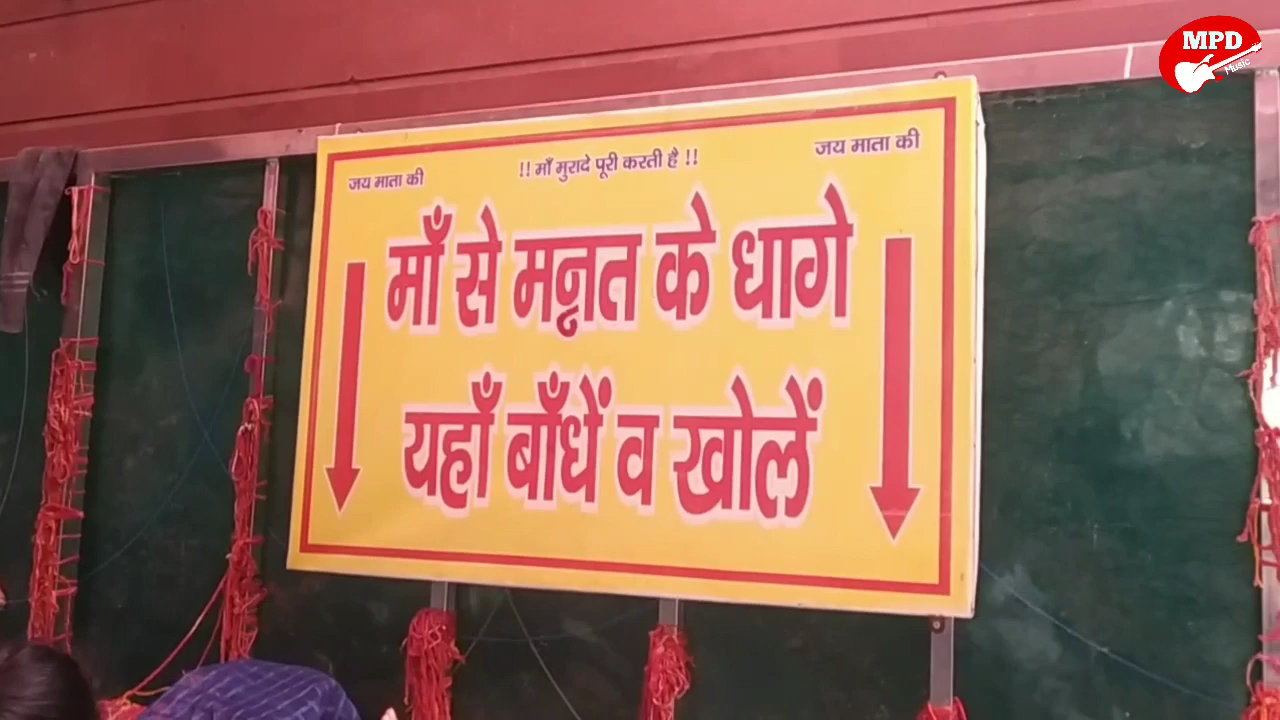 MPD
Music
जय माता की
!! माँ मुरादे पूरी करती है !!
जय माता की
माँ से मन्नत के धागे
यहाँ बाँधें व खोलें